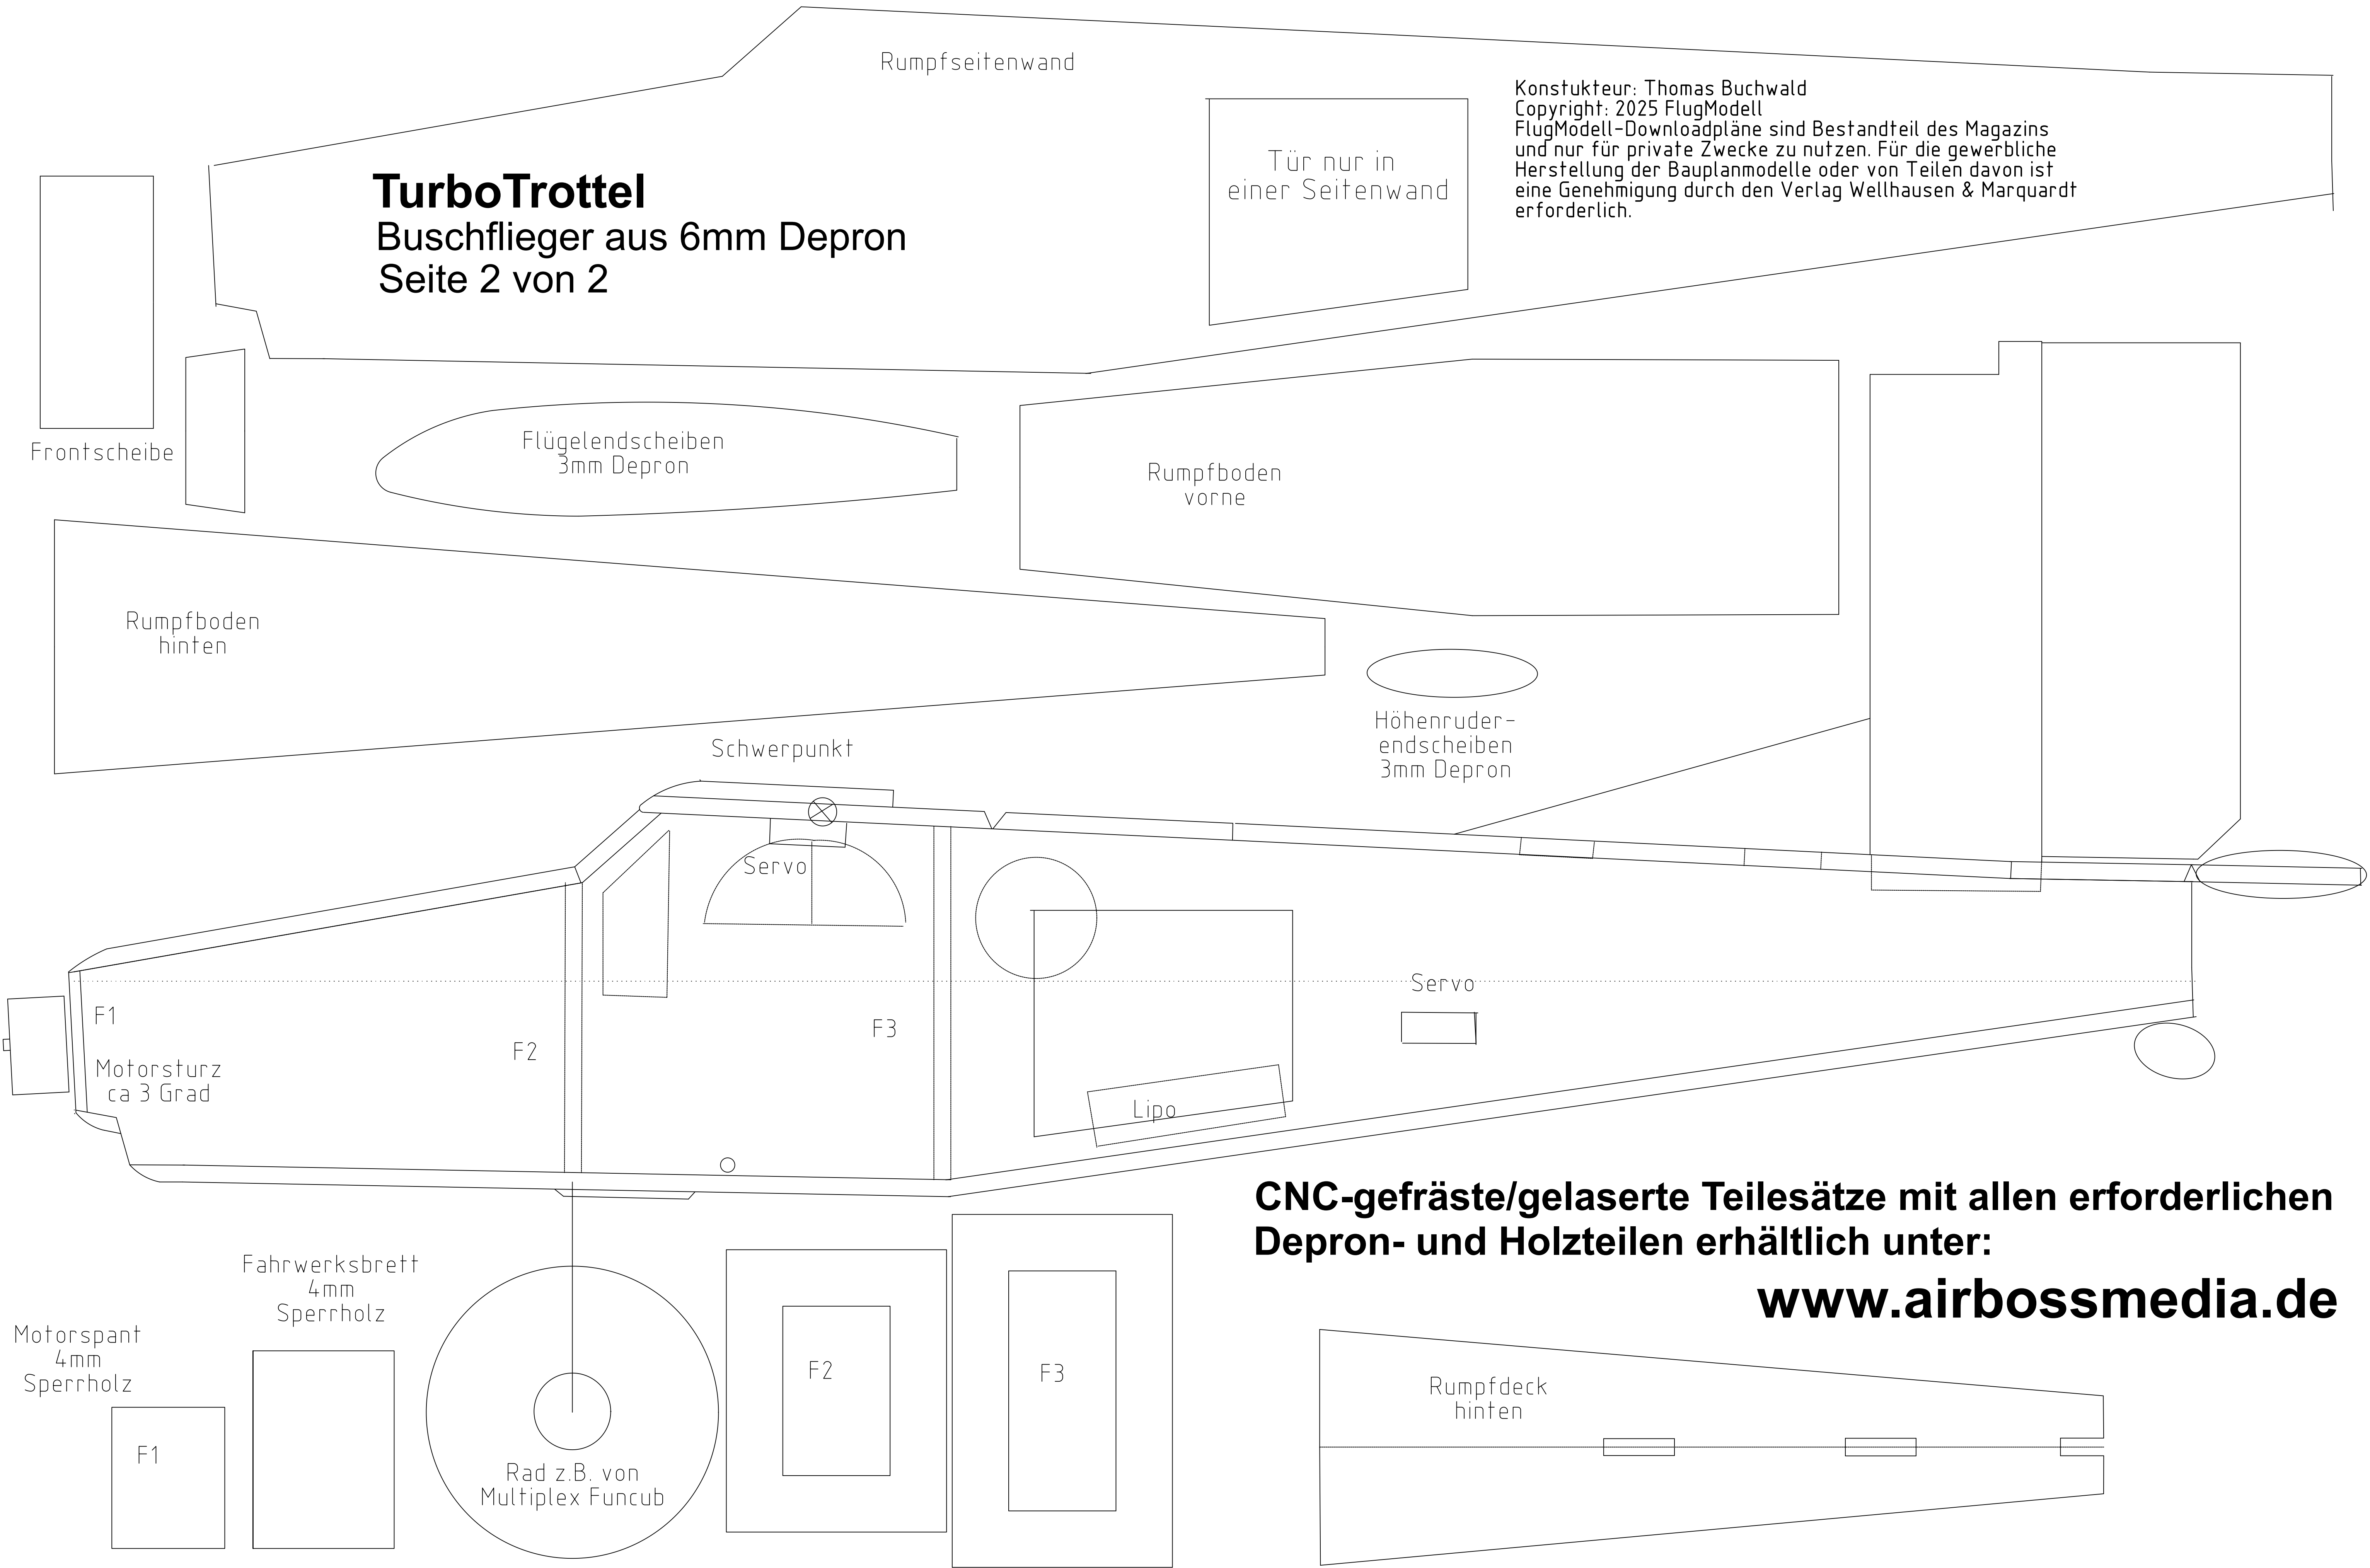 Rumpfseitenwand
Konstukteur: Thomas Buchwald
Copyright: 2025 FlugModell
FlugModell-Downloadpläne sind Bestandteil des Magazins
und nur für private Zwecke zu nutzen. Für die gewerbliche
Herstellung der Bauplanmodelle oder von Teilen davon ist
eine Genehmigung durch den Verlag Wellhausen & Marquardt
erforderlich.
Tür nur in
einer Seitenwand
TurboTrottel
Buschflieger aus 6mm Depron
Seite 2 von 2
Frontscheibe
Flügelendscheiben
3mm Depron
Rumpfboden
vorne
Rumpfboden
hinten
Höhenruder-
endscheiben
3mm Depron
Schwerpunkt
Servo
Servo
F1
F2
F3
Motorsturz
ca 3 Grad
Lipo
CNC-gefräste/gelaserte Teilesätze mit allen erforderlichen
Depron- und Holzteilen erhältlich unter:
www.airbossmedia.de
Fahrwerksbrett
4mm
Sperrholz
Motorspant
4mm
Sperrholz
F1
Rad z.B. von
Multiplex Funcub
F2
F3
Rumpfdeck
hinten